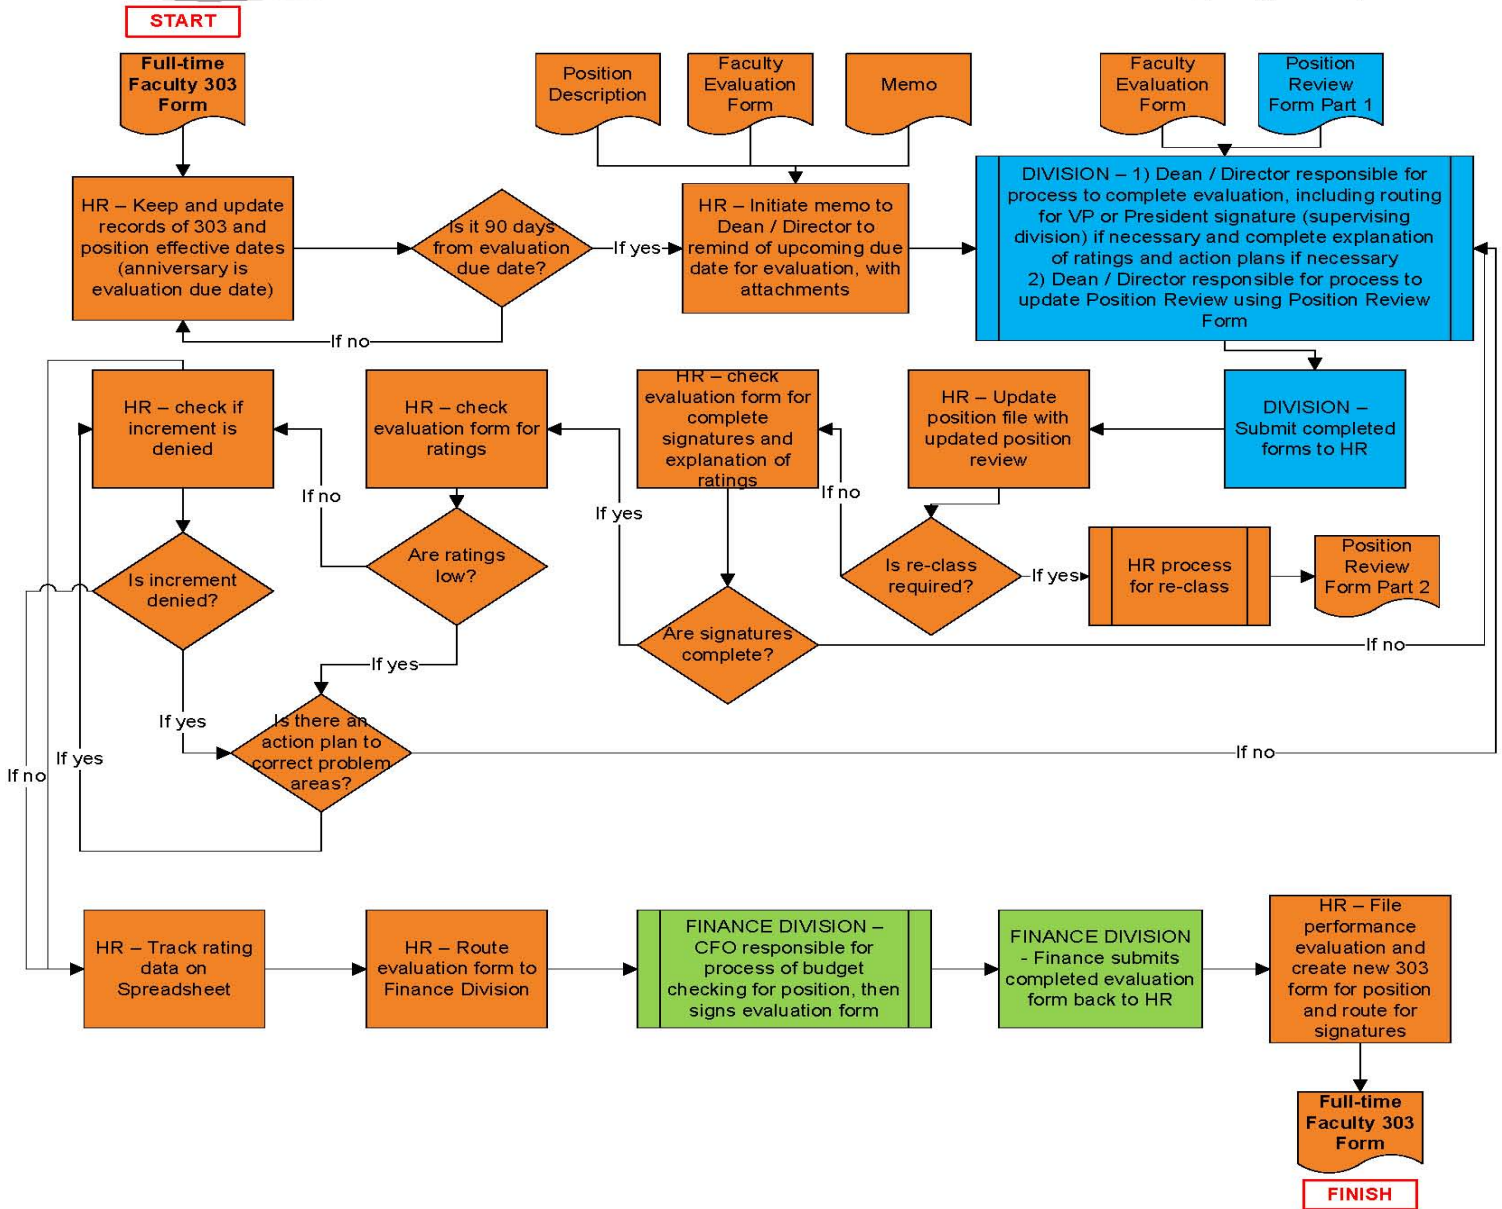 START
Full-time
Faculty 303
Form
Position
Description
Faculty
Evaluation
Form
Memo
Faculty
Evaluation
Form
Position
Review
Form Part 1
HR – Keep and update
records of 303 and
position effective dates
(anniversary is
evaluation due date)
Is it 90 days
from evaluation
due date?
If yes
If no
HR – Initiate memo to
Dean / Director to
remind of upcoming due
date for evaluation, with
attachments
DIVISION – 1) Dean / Director responsible for
process to complete evaluation, including routing
for VP or President signature (supervising
division) if necessary and complete explanation
of ratings and action plans if necessary
2) Dean / Director responsible for process to
update Position Review using Position Review
Form
HR – check if
increment is
denied
HR – check
evaluation form for
ratings
HR – check
evaluation form for
complete
signatures and
explanation of
ratings
HR – Update
position file with
updated position
review
DIVISION –
Submit completed
forms to HR
If no
If yes
If no
Is increment
denied?
Are ratings
low?
Are signatures
complete?
Is re-class
required?
If yes
HR process
for re-class
Position
Review
Form Part 2
If no
If yes
If yes
Is there an
action plan to
correct problem
areas?
If no
If yes
If no
HR – Track rating
data on
Spreadsheet
HR – Route
evaluation form to
Finance Division
FINANCE DIVISION –
CFO responsible for
process of budget
checking for position, then
signs evaluation form
FINANCE DIVISION
- Finance submits
completed evaluation
form back to HR
HR – File
performance
evaluation and
create new 303
form for position
and route for
signatures
Full-time
Faculty 303
Form
FINISH